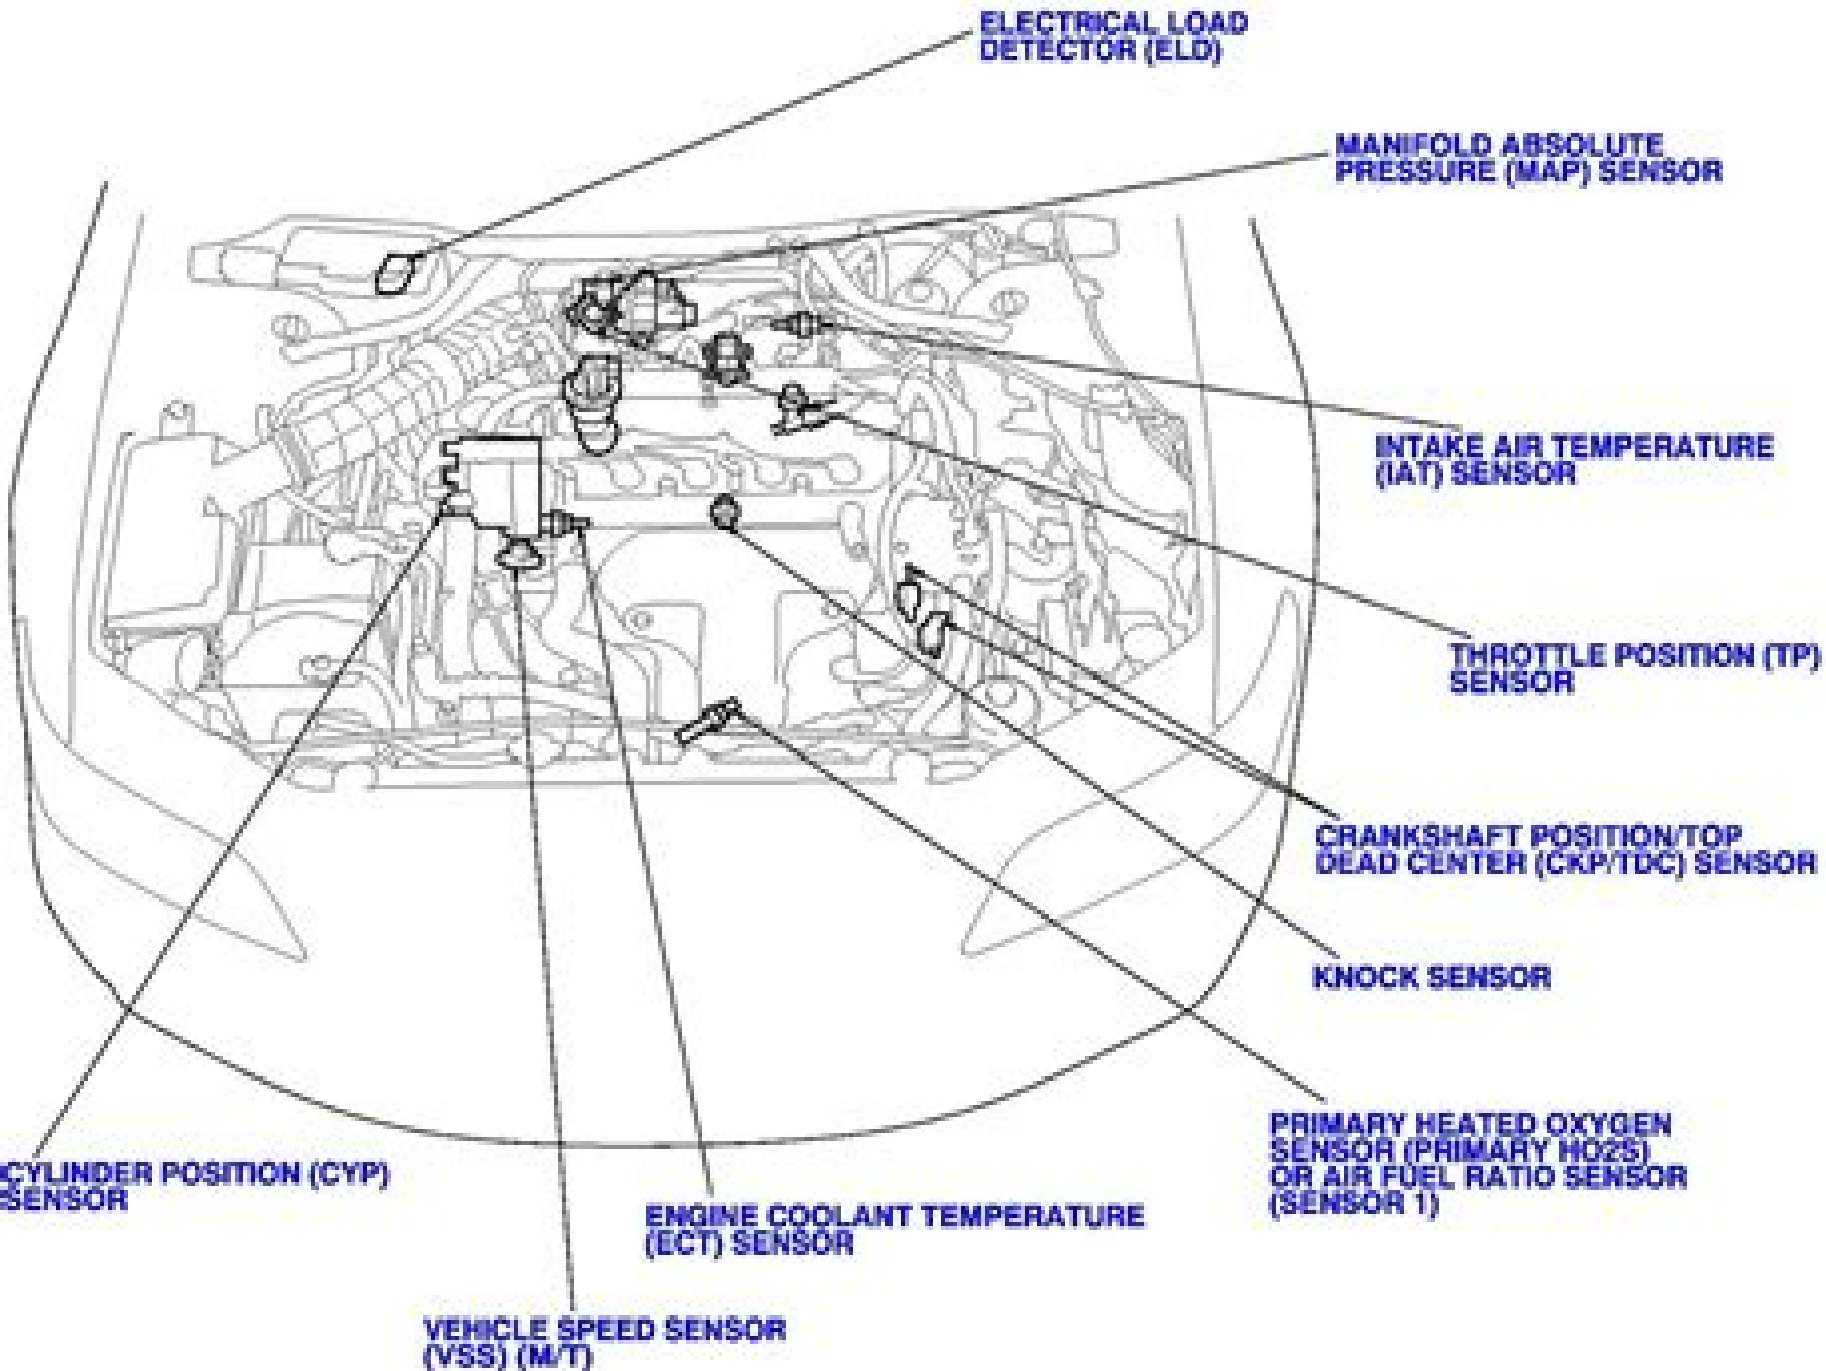 ELECTRICAL LOAD
DETECTOR (ELD)
MANIFOLD ABSOLUTE
PRESSURE (MAP) SENSOR
INTAKE AIR TEMPERATURE
(IAT) SENSOR
THROTTLE POSITION (TP)
SENSOR
CRANKSHAFT POSITION/TOP
DEAD CENTER (CKP/TDC) SENSOR
KNOCK SENSOR
PRIMARY HEATED OXYGEN
SENSOR (PRIMARY HO2S)
OR AIR FUEL RATIO SENSOR
(SENSOR 1)
CYLINDER POSITION (CYP)
SENSOR
ENGINE COOLANT TEMPERATURE
(ECT) SENSOR
VEHICLE SPEED SENSOR
(VSS) (M/T)